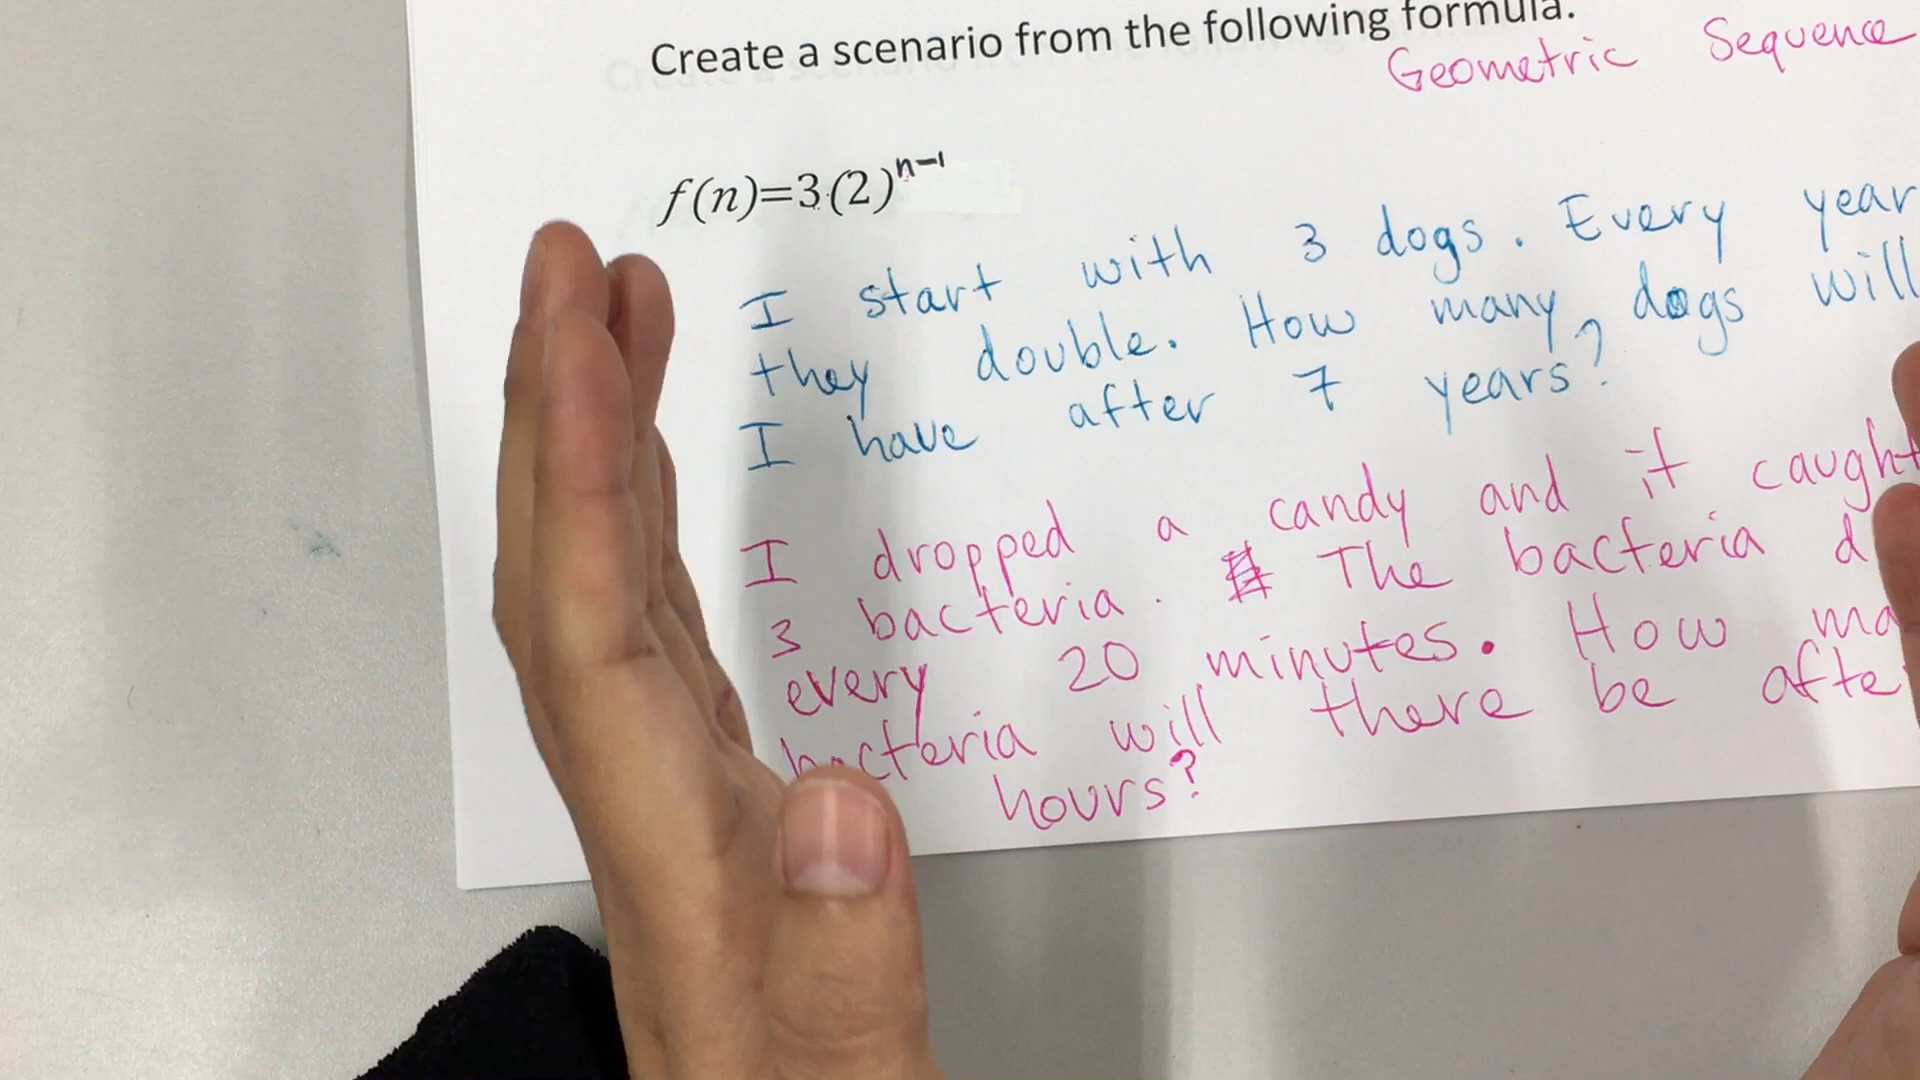 Create a scenario from the following formula.
Geometric Sequence
f(n)=3(2)^{n-1}
I start with 3 dogs. Every year
they double. How many dogs will
I have after 7 years?
I dropped a candy and it caught
3 bacteria. The bacteria d
every 20 minutes. How ma
bacteria will there be afte
hours?